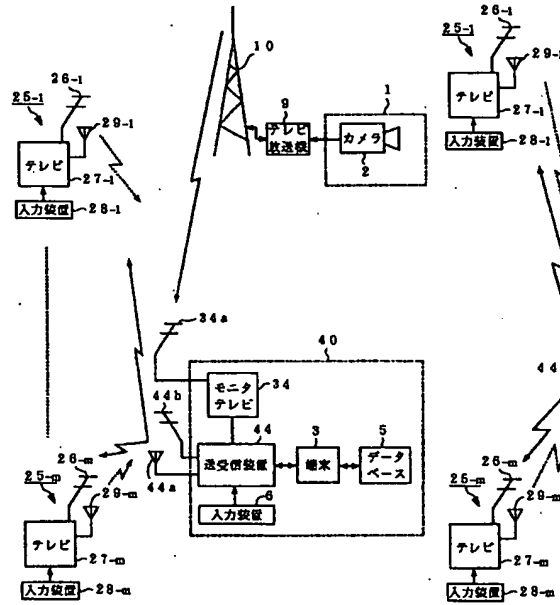 10
9
テレビ
放送機
1
カメラ
2
25-1
26-1
29-1
テレビ
27-1
入力装置
28-1
25-1
26-1
29-
テレビ
27-1
入力装置
28-1
34a
40
モニタ
テレビ
34
44b
44
3
5
送受信装置
端末
データ
ベース
44a
6
入力装置
25-m
26-m
29-m
テレビ
27-m
入力装置
28-m
44
25-m
26-m
29-m
テレビ
27-m
入力装置
28-m